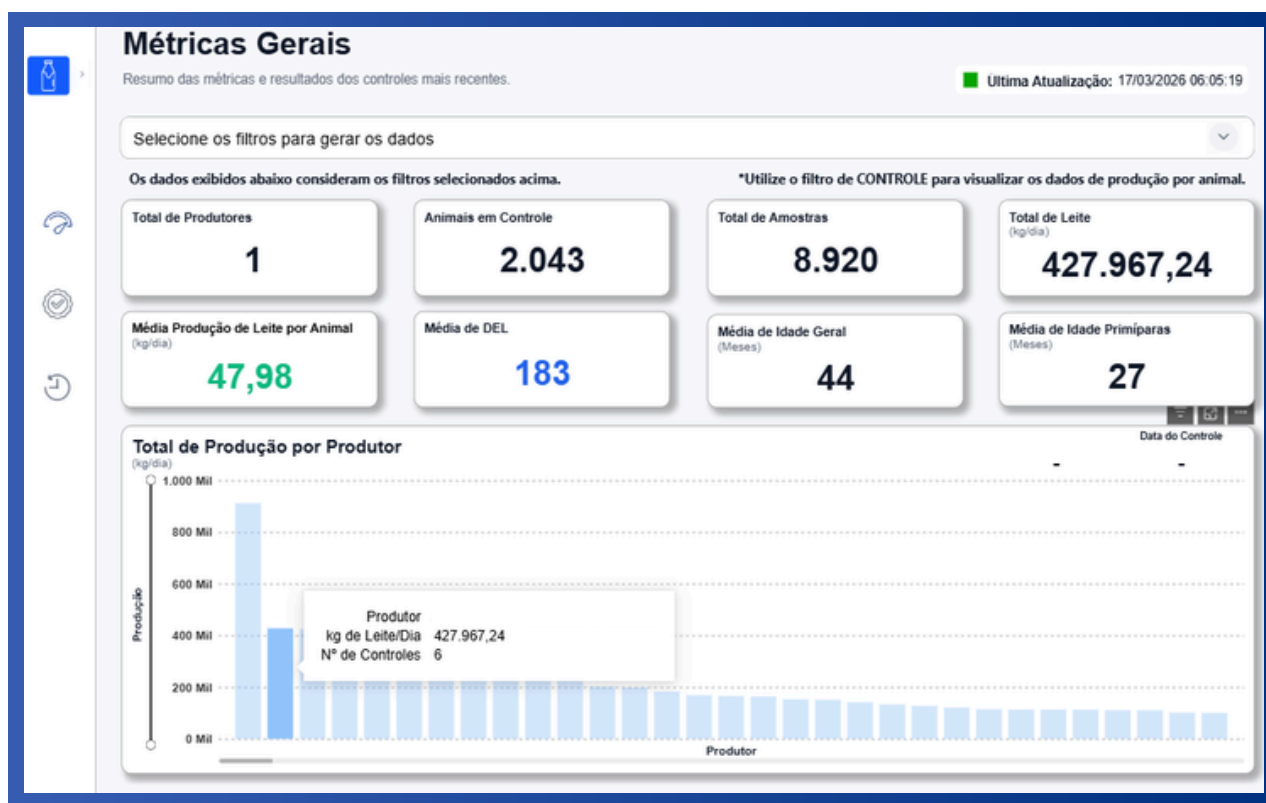 Métricas Gerais
Resumo das métricas e resultados dos controles mais recentes.
Última Atualização: 17/03/2026 06:05:19
Selecione os filtros para gerar os dados
Os dados exibidos abaixo consideram os filtros selecionados acima.
*Utilize o filtro de CONTROLE para visualizar os dados de produção por animal.
Total de Produtores
1
Animais em Controle
2.043
Total de Amostras
8.920
Total de Leite
(kg/dia)
427.967,24
Média Produção de Leite por Animal
(kg/dia)
47,98
Média de DEL
183
Média de Idade Geral
(Meses)
44
Média de Idade Primíparas
(Meses)
27
Total de Produção por Produtor
(kg/dia)
Data do Controle
- -
1.000 Mil
800 Mil
600 Mil
400 Mil
200 Mil
0 Mil
Produção
Produtor
kg de Leite/Dia 427.967,24
Nº de Controles 6
Produtor